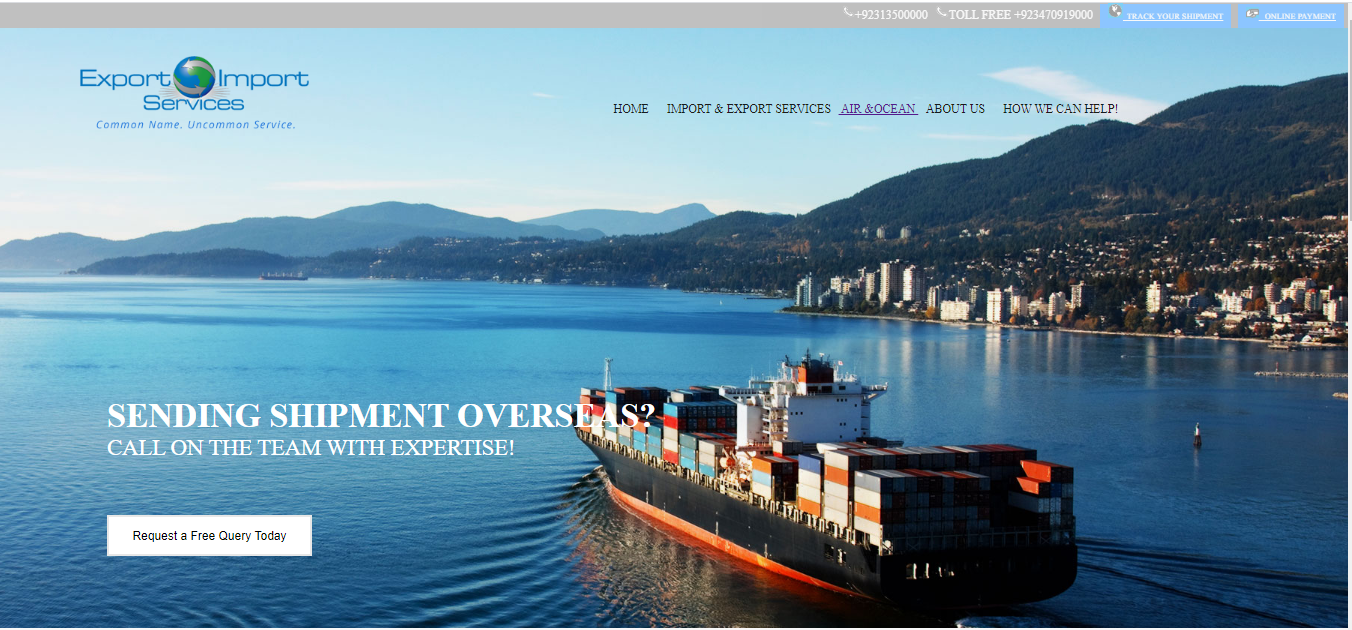 +92313500000 TOLL FREE +923470919000 TRACK YOUR SHIPMENT ONLINE PAYMENT
Export Import
Services
Common Name. Uncommon Service.
HOME IMPORT & EXPORT SERVICES AIR &OCEAN ABOUT US HOW WE CAN HELP!
SENDING SHIPMENT OVERSEAS?
CALL ON THE TEAM WITH EXPERTISE!
Request a Free Query Today